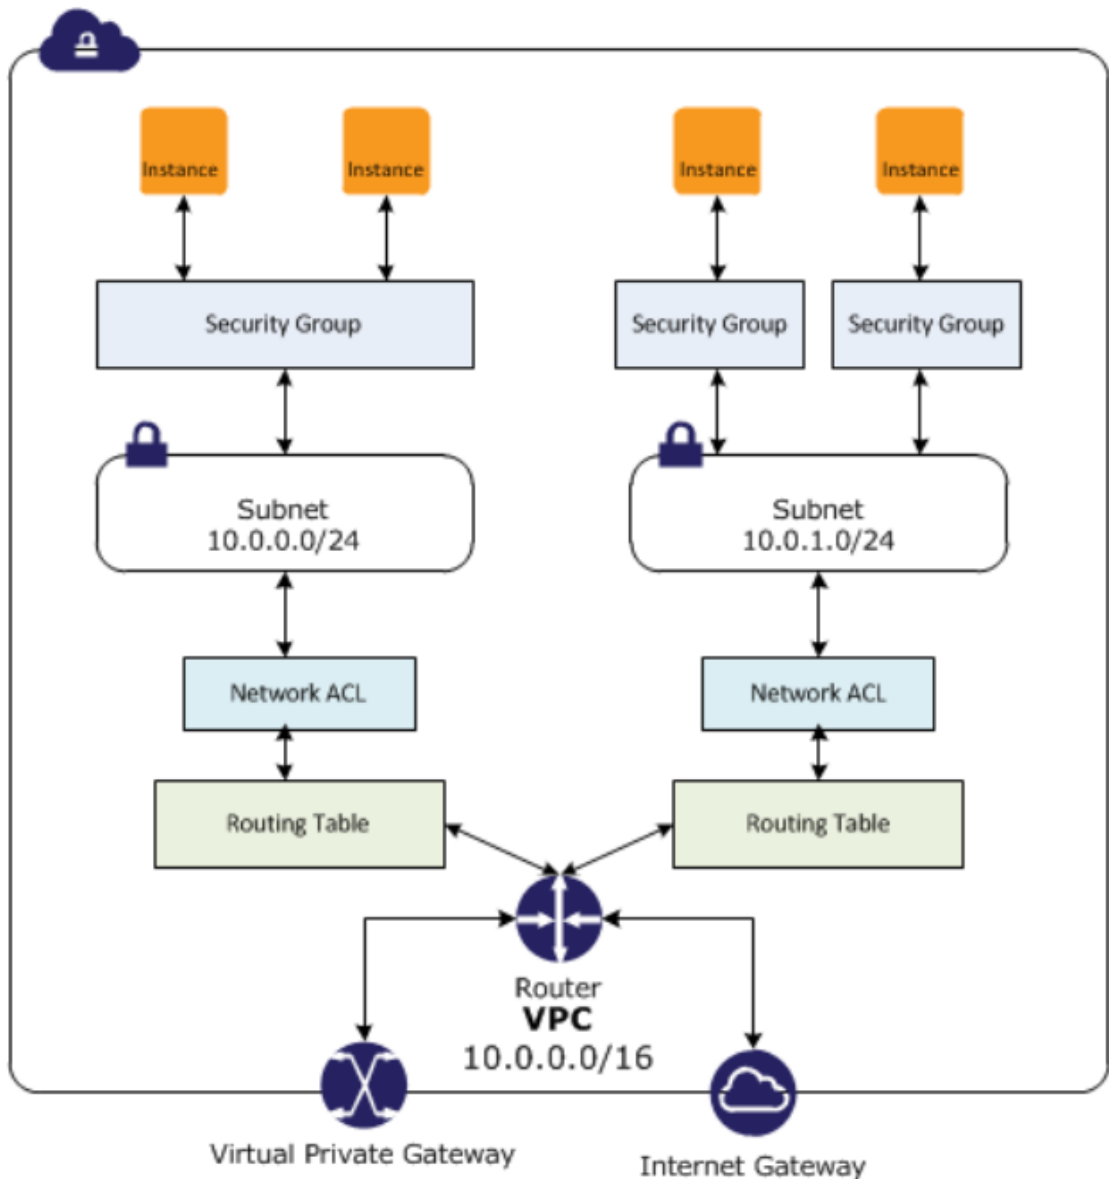 Instance
Instance
Instance
Instance
Security Group
Security Group
Security Group
Subnet
10.0.0.0/24
Subnet
10.0.1.0/24
Network ACL
Network ACL
Routing Table
Routing Table
Router
VPC
10.0.0.0/16
Virtual Private Gateway
Internet Gateway